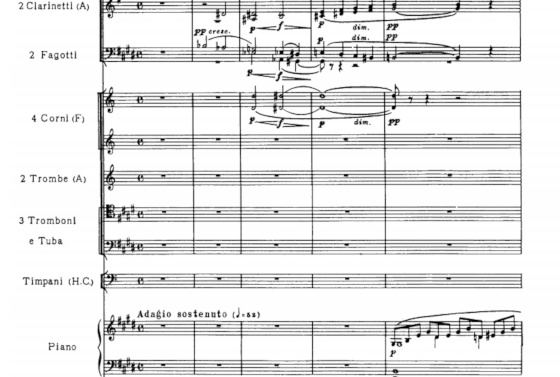 2 Clarinetti (A)
p f dim. pp
pp cresc. p dim. pp
2 Fagotti
p f
4 Corni (F)
p f p dim. pp
2 Trombe (A)
3 Tromboni
e Tuba
Timpani (H.C.)
Adagio sostenuto (♩=52)
Piano
p